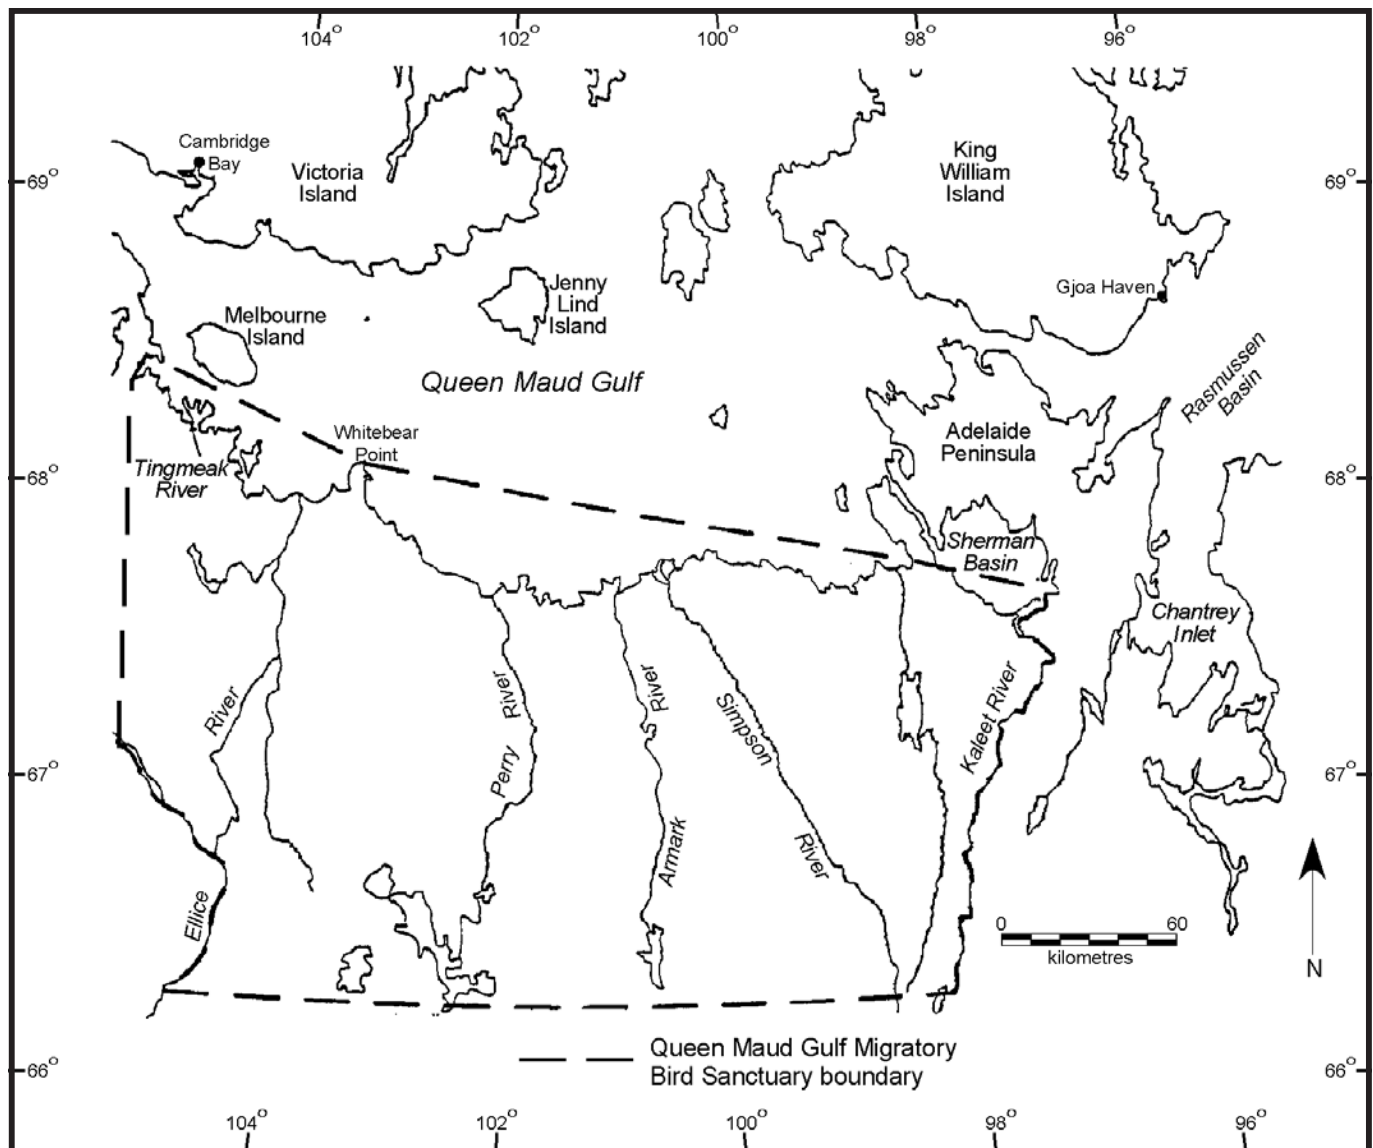 104°
102°
100°
98°
96°
Cambridge
Bay
Victoria
Island
King
William
Island
69°
69°
Gjoa Haven
Jenny
Lind
Island
Melbourne
Island
Queen Maud Gulf
Rasmussen
Basin
Whitebear
Point
Adelaide
Peninsula
Tingmeak
River
68°
68°
Sherman
Basin
Chantrey
Inlet
River
Ellice
River
Perry
River
Armark
Simpson
River
Kaleet River
67°
67°
0
60
kilometres
N
Queen Maud Gulf Migratory
Bird Sanctuary boundary
66°
66°
104°
102°
100°
98°
96°